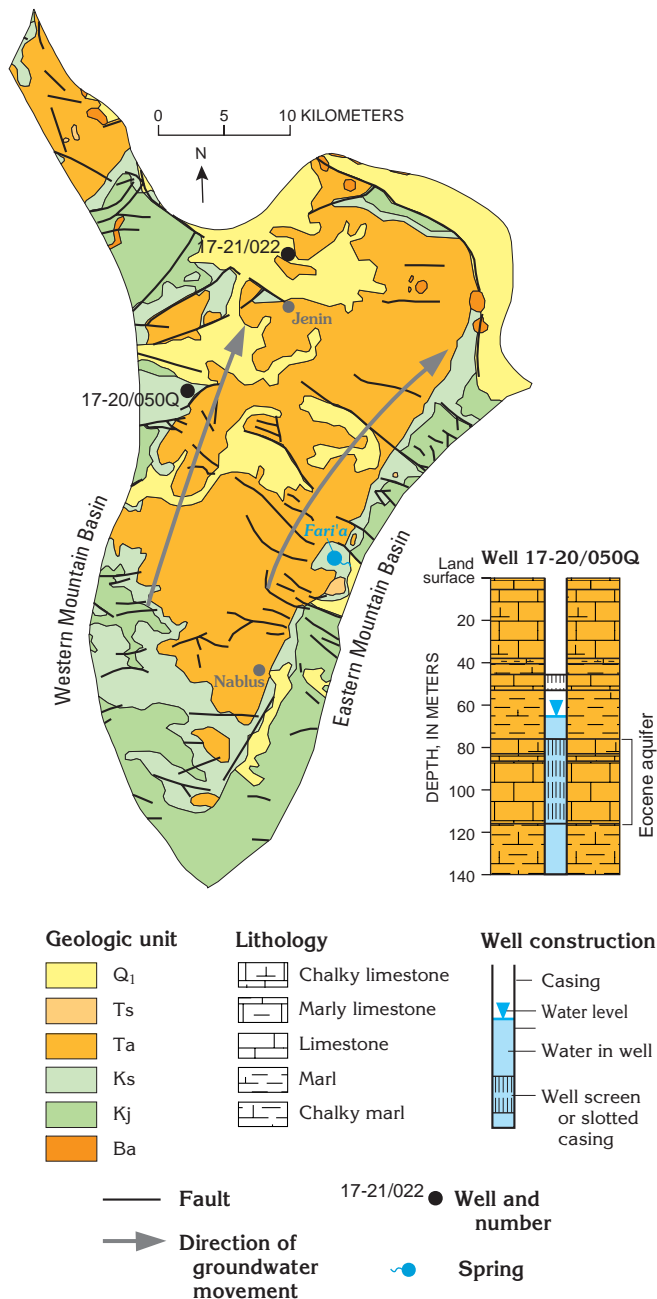 0 5 10 KILOMETERS
N
17-21/022
Jenin
17-20/050Q
Western Mountain Basin
Fari'a
Eastern Mountain Basin
Nablus
Well 17-20/050Q
Land
surface
20
40
60
80
100
120
140
DEPTH, IN METERS
Eocene aquifer
Geologic unit
Q1
Ts
Ta
Ks
Kj
Ba
Lithology
Chalky limestone
Marly limestone
Limestone
Marl
Chalky marl
Well construction
Casing
Water level
Water in well
Well screen
or slotted
casing
Fault
Direction of
groundwater
movement
17-21/022
Well and
number
Spring